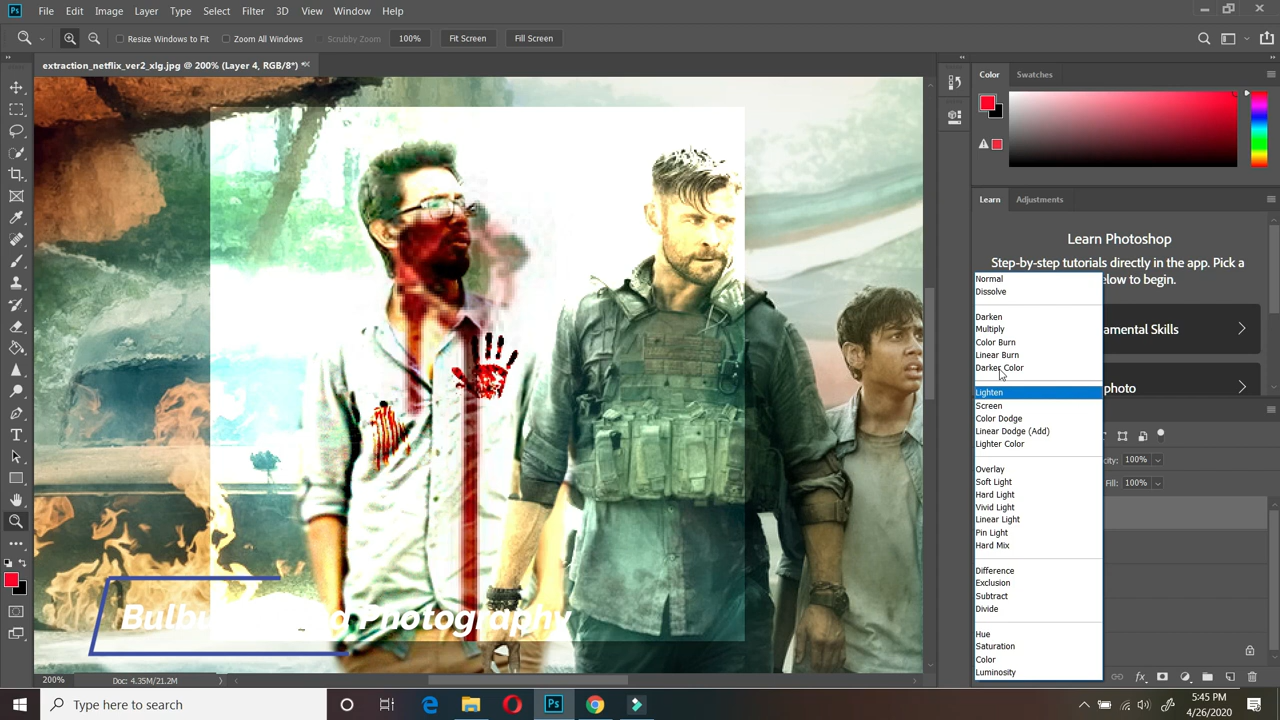 Ps File Edit Image Layer Type Select Filter 3D View Window Help
Resize Windows to Fit Zoom All Windows Scrubby Zoom 100% Fit Screen Fill Screen
extraction_netflix_ver2_xlg.jpg @ 200% (Layer 4, RGB/8*) *
Color Swatches
Learn Adjustments
Learn Photoshop
Step-by-step tutorials directly in the app. Pick a
below to begin.
amental Skills
photo
Normal
Dissolve
Darken
Multiply
Color Burn
Linear Burn
Darker Color
Lighten
Screen
Color Dodge
Linear Dodge (Add)
Lighter Color
Overlay
Soft Light
Hard Light
Vivid Light
Linear Light
Pin Light
Hard Mix
Difference
Exclusion
Subtract
Divide
Hue
Saturation
Color
Luminosity
city: 100%
Fill: 100%
Photography
200% Doc: 4.35M/21.2M
Type here to search
Ps
5:45 PM
4/26/2020